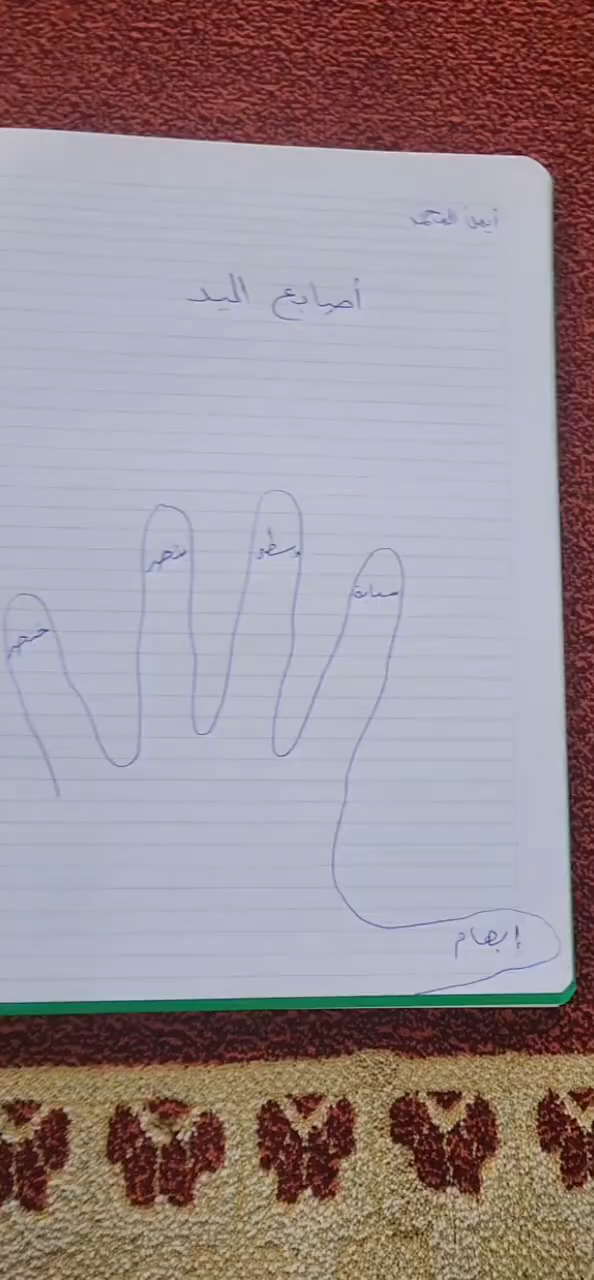 أصابع اليد
خنصر
بنصر
وسطى
سبابة
إبهام